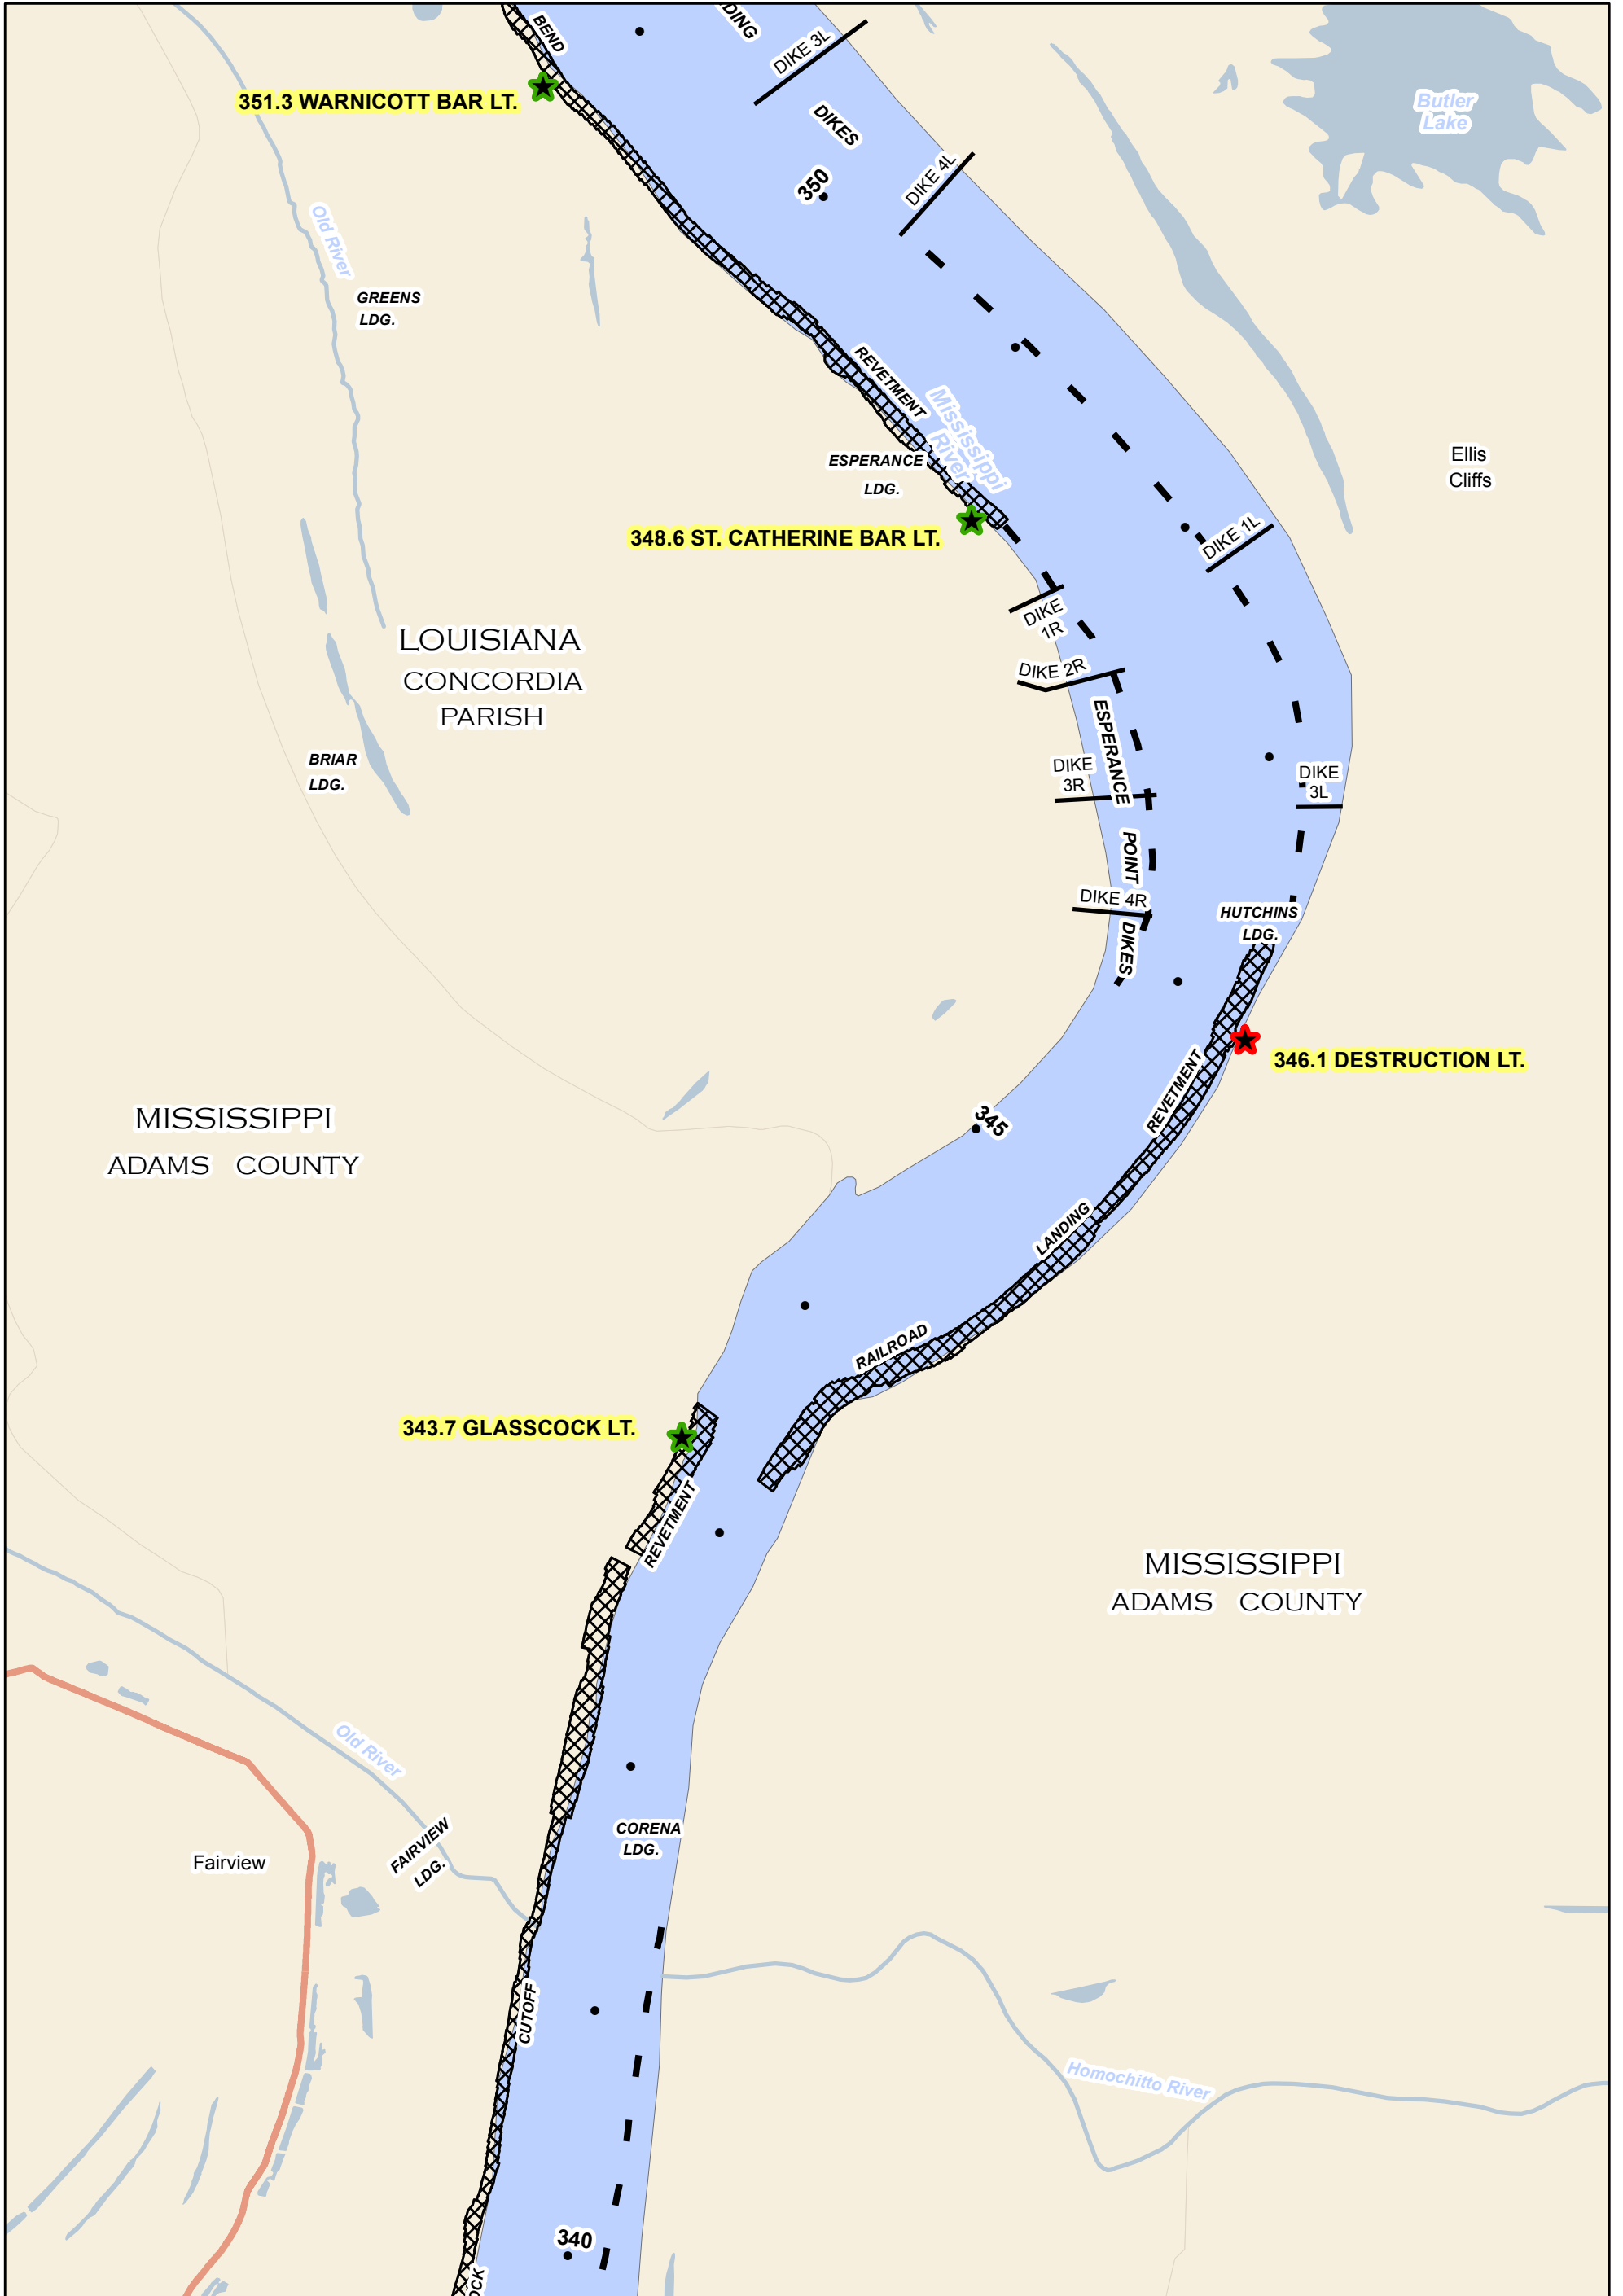 BEND
DING
DIKE 3L
351.3 WARNICOTT BAR LT.
DIKES
Butler
Lake
350
DIKE 4L
Old River
GREENS
LDG.
REVETMENT
Mississippi
River
ESPERANCE
LDG.
Ellis
Cliffs
348.6 ST. CATHERINE BAR LT.
DIKE 1L
DIKE
1R
LOUISIANA
CONCORDIA
PARISH
DIKE 2R
ESPERANCE
POINT
DIKES
BRIAR
LDG.
DIKE
3R
DIKE
3L
DIKE 4R
HUTCHINS
LDG.
346.1 DESTRUCTION LT.
REVETMENT
LANDING
RAILROAD
345
MISSISSIPPI
ADAMS COUNTY
343.7 GLASSCOCK LT.
REVETMENT
MISSISSIPPI
ADAMS COUNTY
Old River
CORENA
LDG.
FAIRVIEW
LDG.
Fairview
CUTOFF
Homochitto River
340
OCK